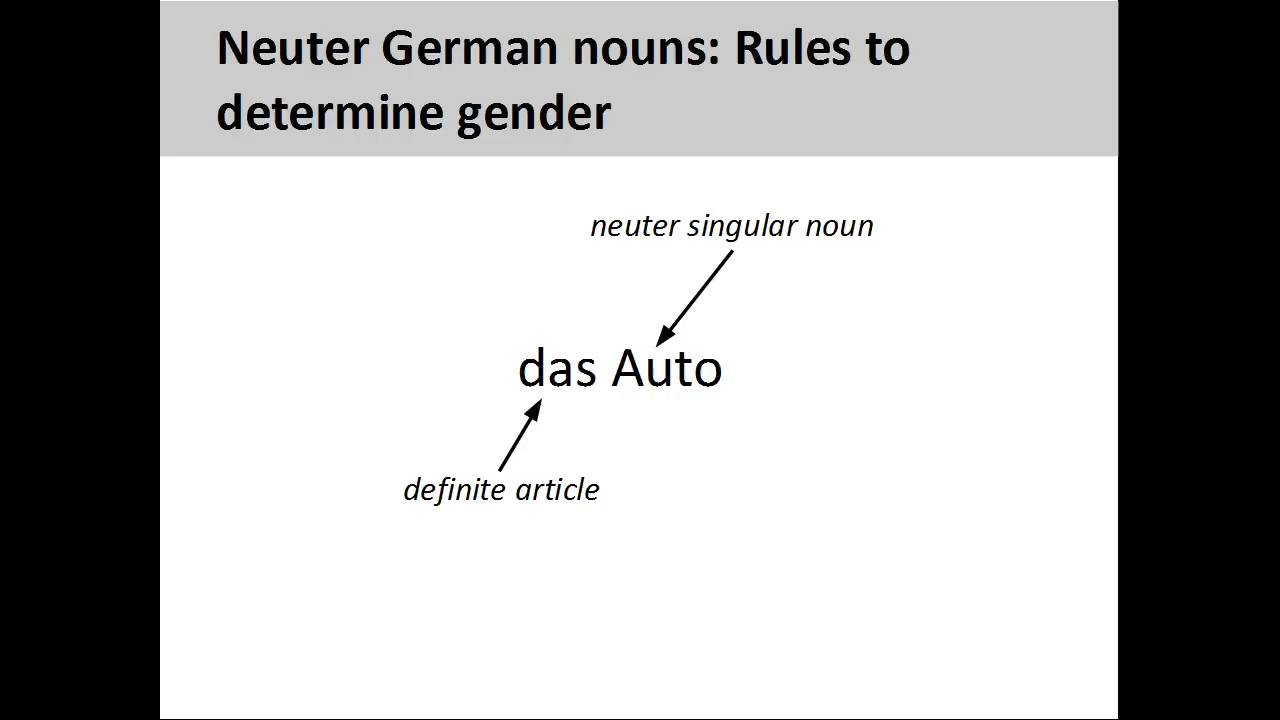 Neuter German nouns: Rules to
determine gender
neuter singular noun
das Auto
definite article